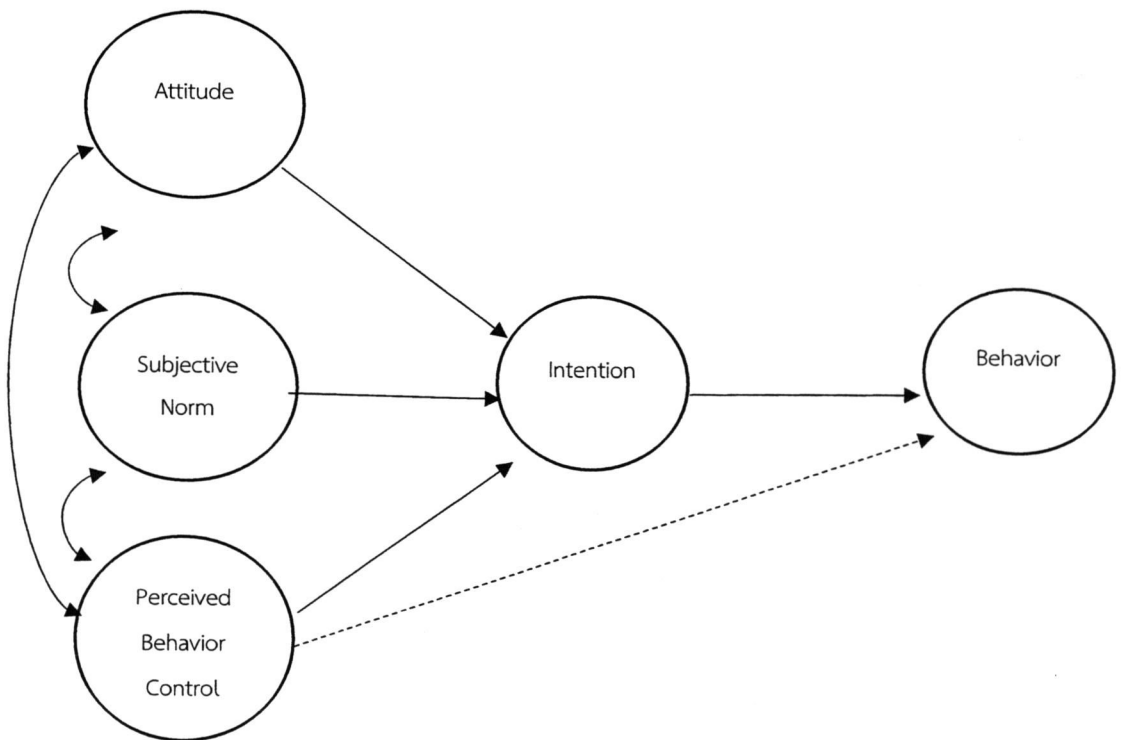 Attitude
Subjective
Norm
Intention
Behavior
Perceived
Behavior
Control